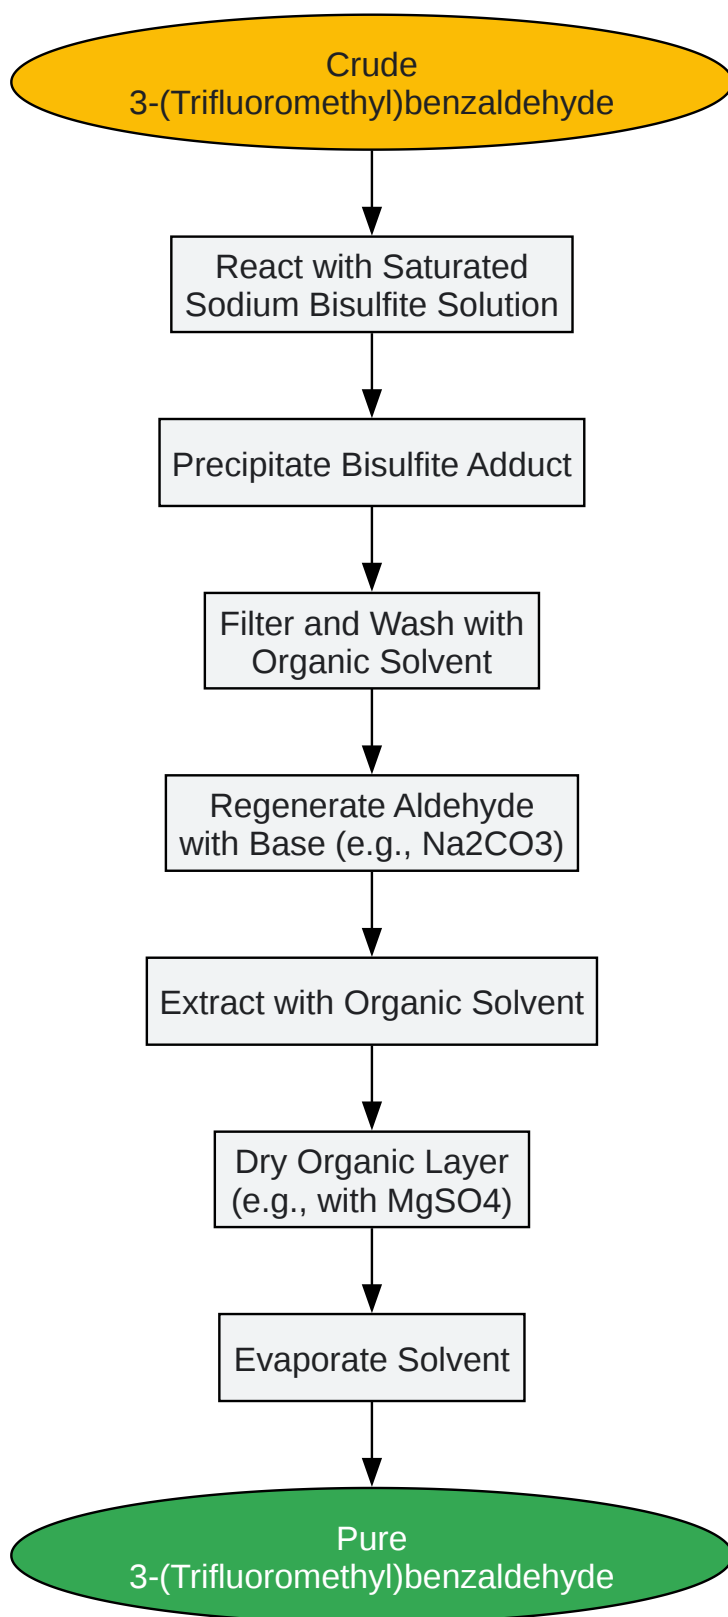 Crude
3-(Trifluoromethyl)benzaldehyde
React with Saturated
Sodium Bisulfite Solution
Precipitate Bisulfite Adduct
Filter and Wash with
Organic Solvent
Regenerate Aldehyde
with Base (e.g., Na2CO3)
Extract with Organic Solvent
Dry Organic Layer
(e.g., with MgSO4)
Evaporate Solvent
Pure
3-(Trifluoromethyl)benzaldehyde